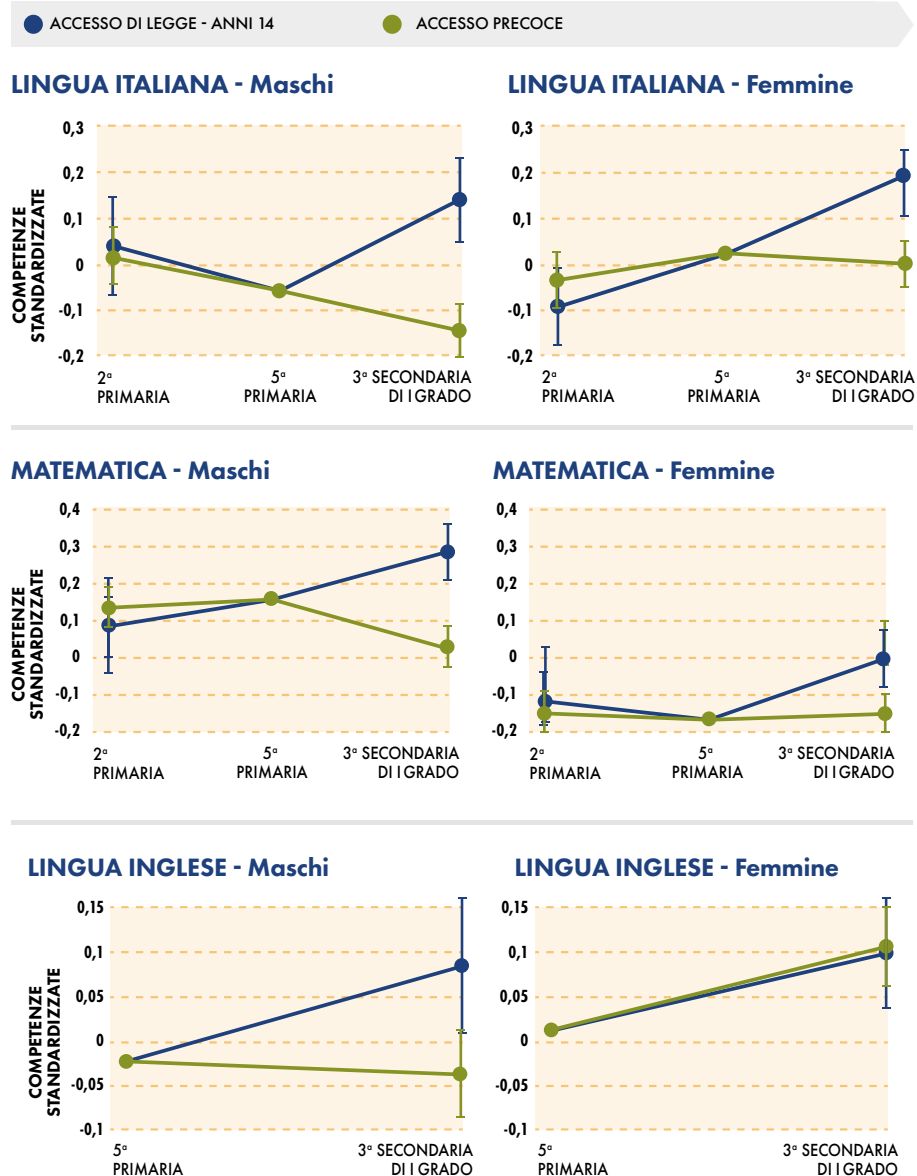 ACCESSO DI LEGGE - ANNI 14
ACCESSO PRECOCE
LINGUA ITALIANA - Maschi
COMPETENZE
STANDARDIZZATE
0,3
0,2
0,1
0
-0,1
-0,2
2ª
PRIMARIA
5ª
PRIMARIA
3ª SECONDARIA
DI I GRADO
LINGUA ITALIANA - Femmine
0,3
0,2
0,1
0
-0,1
-0,2
2ª
PRIMARIA
5ª
PRIMARIA
3ª SECONDARIA
DI I GRADO
MATEMATICA - Maschi
COMPETENZE
STANDARDIZZATE
0,4
0,3
0,2
0,1
0
-0,1
-0,2
2ª
PRIMARIA
5ª
PRIMARIA
3ª SECONDARIA
DI I GRADO
MATEMATICA - Femmine
0,4
0,3
0,2
0,1
0
-0,1
-0,2
2ª
PRIMARIA
5ª
PRIMARIA
3ª SECONDARIA
DI I GRADO
LINGUA INGLESE - Maschi
COMPETENZE
STANDARDIZZATE
0,15
0,1
0,05
0
-0,05
-0,1
5ª
PRIMARIA
3ª SECONDARIA
DI I GRADO
LINGUA INGLESE - Femmine
0,15
0,1
0,05
0
-0,05
-0,1
5ª
PRIMARIA
3ª SECONDARIA
DI I GRADO